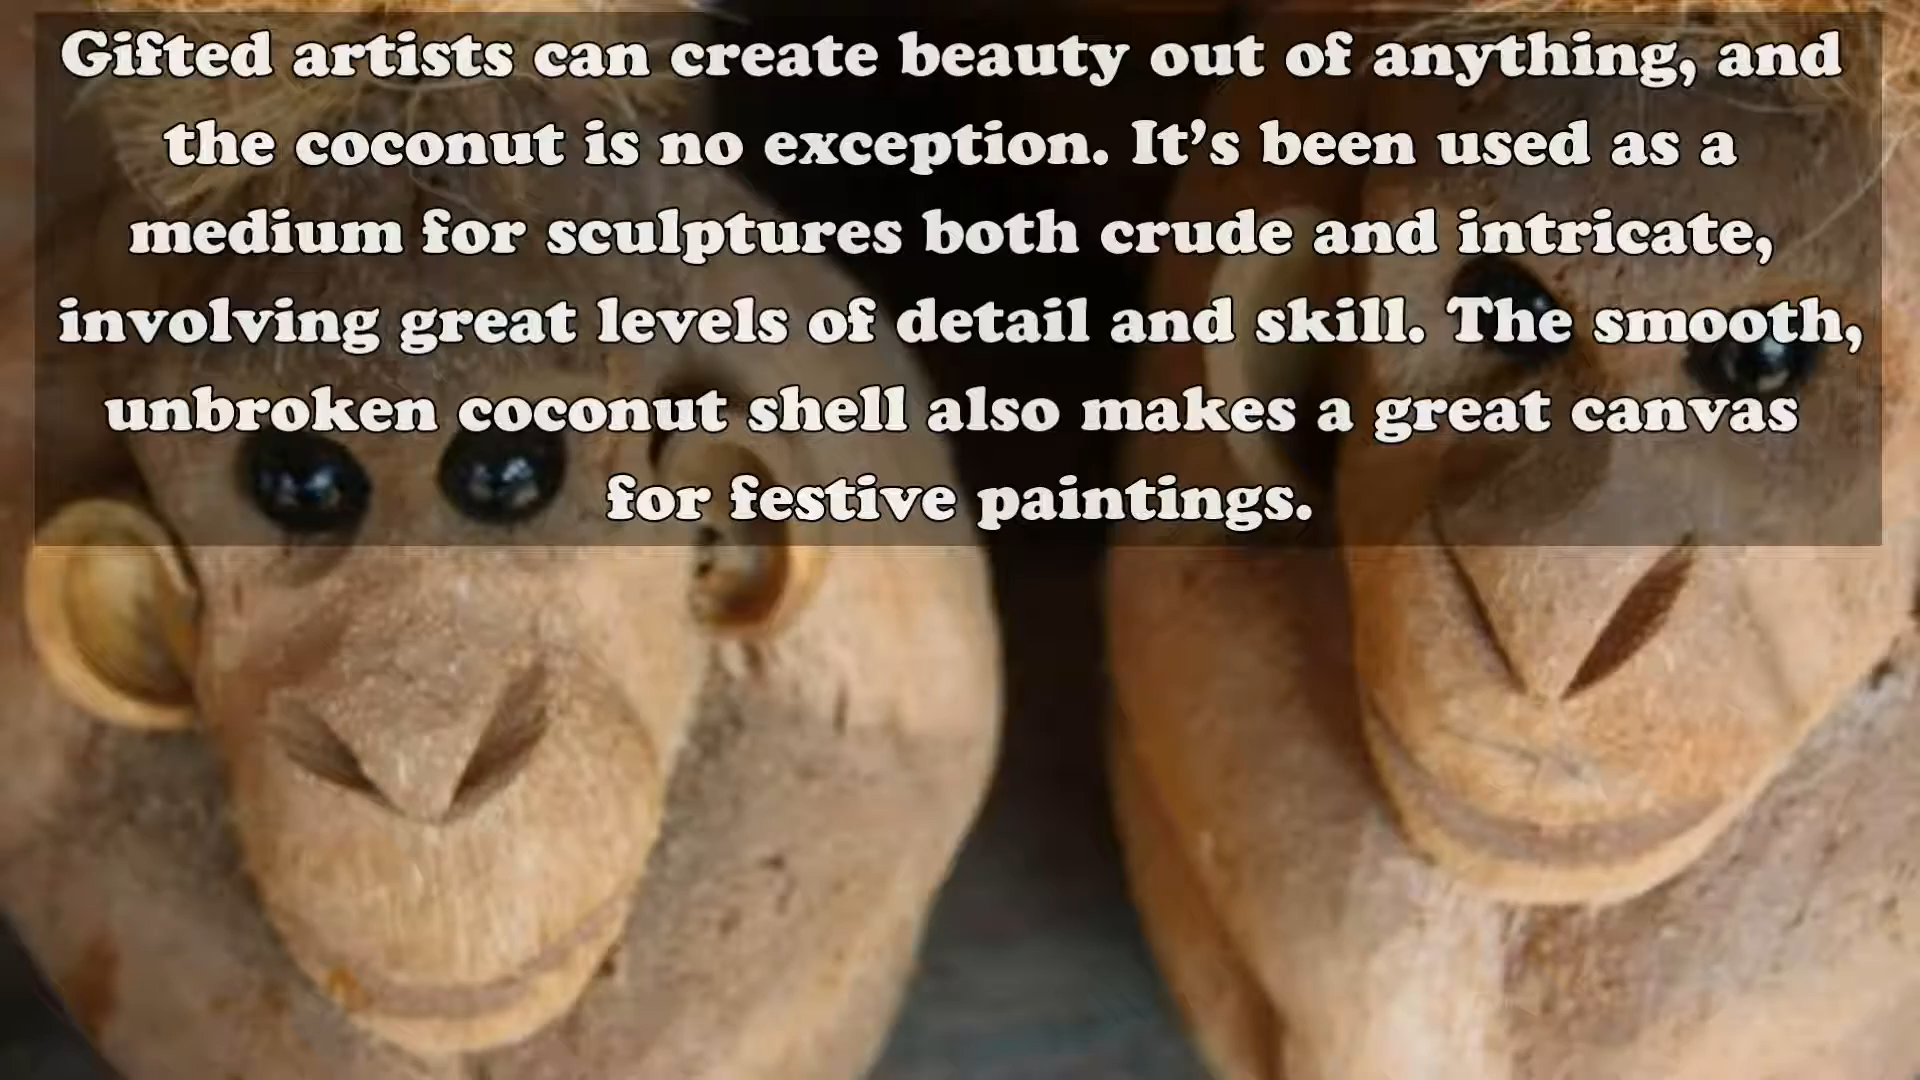 Gifted artists can create beauty out of anything, and
the coconut is no exception. It’s been used as a
medium for sculptures both crude and intricate,
involving great levels of detail and skill. The smooth,
unbroken coconut shell also makes a great canvas
for festive paintings.